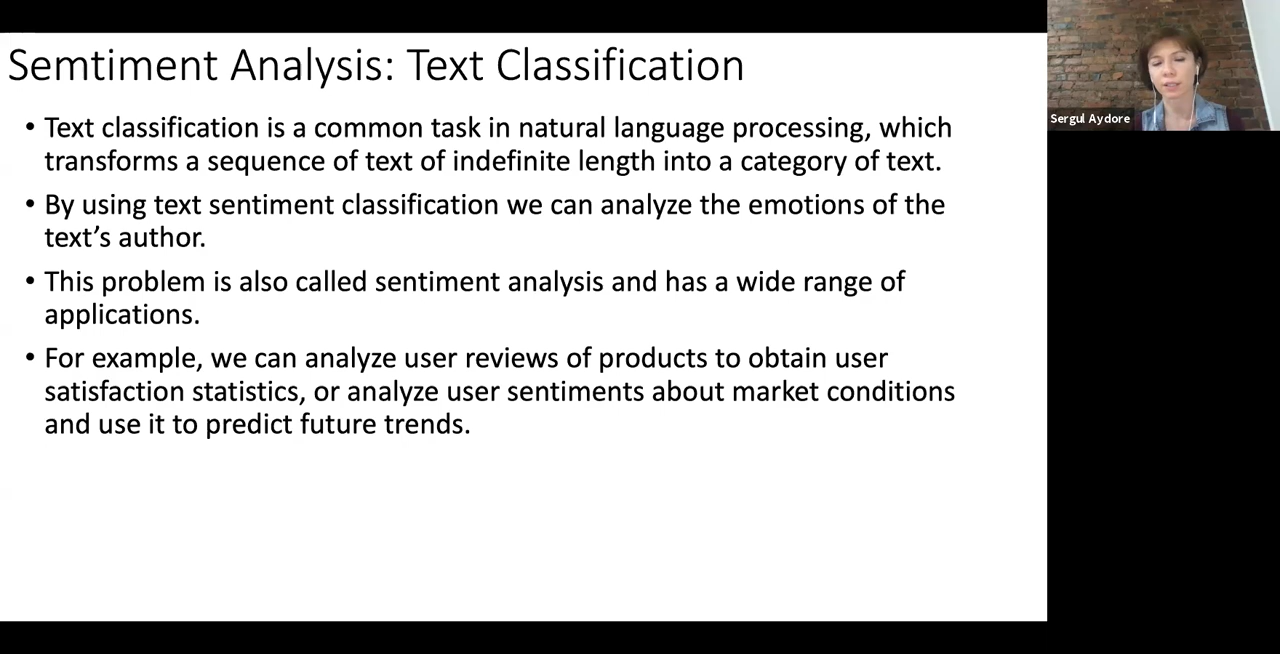 Semtiment Analysis: Text Classification
• Text classification is a common task in natural language processing, which
transforms a sequence of text of indefinite length into a category of text.
• By using text sentiment classification we can analyze the emotions of the
text’s author.
• This problem is also called sentiment analysis and has a wide range of
applications.
• For example, we can analyze user reviews of products to obtain user
satisfaction statistics, or analyze user sentiments about market conditions
and use it to predict future trends.
Sergul Aydore